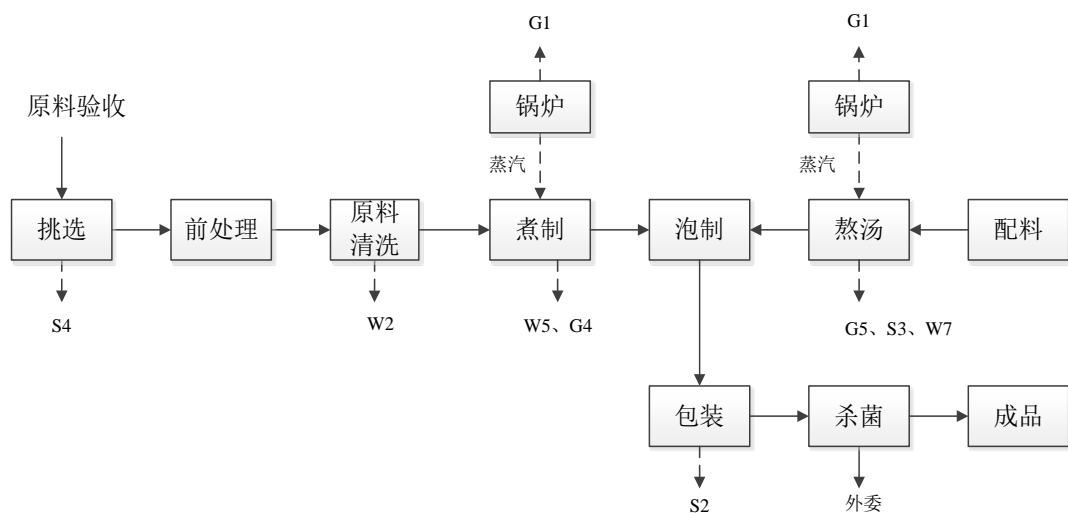 G1
G1
原料验收
锅炉
锅炉
蒸汽
蒸汽
挑选
前处理
原料
清洗
煮制
泡制
熬汤
配料
S4
W2
W5、G4
G5、S3、W7
包装
杀菌
成品
S2
外委